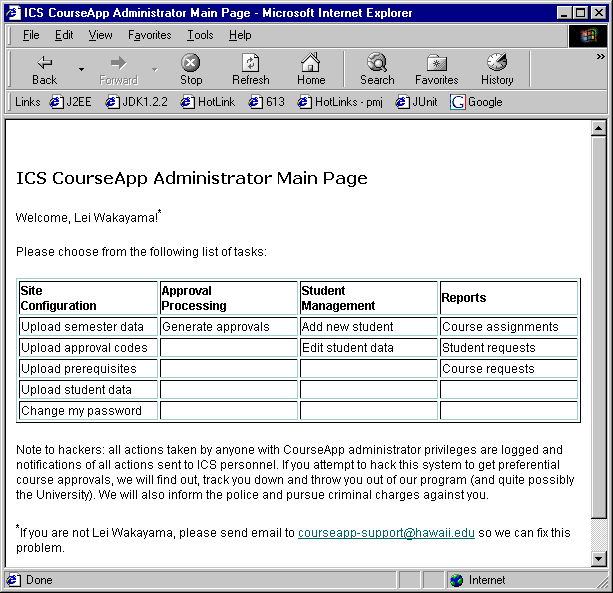 ICS CourseApp Administrator Main Page - Microsoft Internet Explorer
File Edit View Favorites Tools Help
Back Forward Stop Refresh Home Search Favorites History »
Links J2EE JDK1.2.2 HotLink 613 HotLinks - pmj JUnit Google
ICS CourseApp Administrator Main Page
Welcome, Lei Wakayama!*
Please choose from the following list of tasks:
Site Configuration Approval Processing Student Management Reports
Upload semester data Generate approvals Add new student Course assignments
Upload approval codes Edit student data Student requests
Upload prerequisites Course requests
Upload student data
Change my password
Note to hackers: all actions taken by anyone with CourseApp administrator privileges are logged and
notifications of all actions sent to ICS personnel. If you attempt to hack this system to get preferential
course approvals, we will find out, track you down and throw you out of our program (and quite possibly
the University). We will also inform the police and pursue criminal charges against you.
*If you are not Lei Wakayama, please send email to courseapp-support@hawaii.edu so we can fix this
problem.
Done Internet